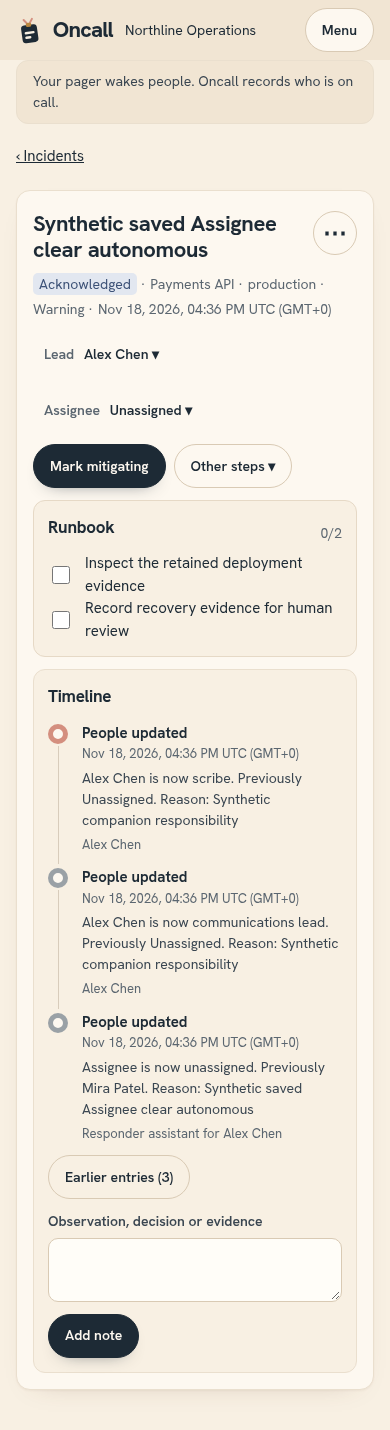 Oncall Northline Operations Menu
Your pager wakes people. Oncall records who is on
call.
‹ Incidents
Synthetic saved Assignee
clear autonomous
Acknowledged · Payments API · production ·
Warning · Nov 18, 2026, 04:36 PM UTC (GMT+0)
Lead Alex Chen ▾
Assignee Unassigned ▾
Mark mitigating Other steps ▾
Runbook 0/2
Inspect the retained deployment
evidence
Record recovery evidence for human
review
Timeline
People updated
Nov 18, 2026, 04:36 PM UTC (GMT+0)
Alex Chen is now scribe. Previously
Unassigned. Reason: Synthetic
companion responsibility
Alex Chen
People updated
Nov 18, 2026, 04:36 PM UTC (GMT+0)
Alex Chen is now communications lead.
Previously Unassigned. Reason: Synthetic
companion responsibility
Alex Chen
People updated
Nov 18, 2026, 04:36 PM UTC (GMT+0)
Assignee is now unassigned. Previously
Mira Patel. Reason: Synthetic saved
Assignee clear autonomous
Responder assistant for Alex Chen
Earlier entries (3)
Observation, decision or evidence
Add note